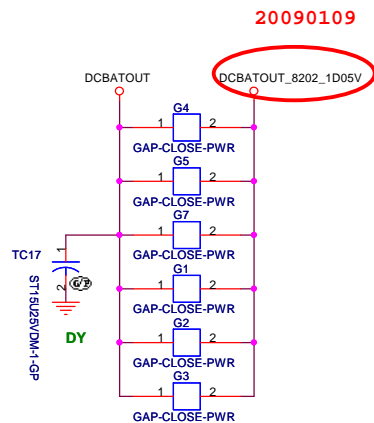 20090109
DCBATOUT
DCBATOUT_8202_1D05V
G4
1 2
GAP-CLOSE-PWR
G5
1 2
GAP-CLOSE-PWR
G7
1 2
GAP-CLOSE-PWR
TC17
1
2
ST15U25VDM-1-GP
DY
G1
1 2
GAP-CLOSE-PWR
G2
1 2
GAP-CLOSE-PWR
G3
1 2
GAP-CLOSE-PWR